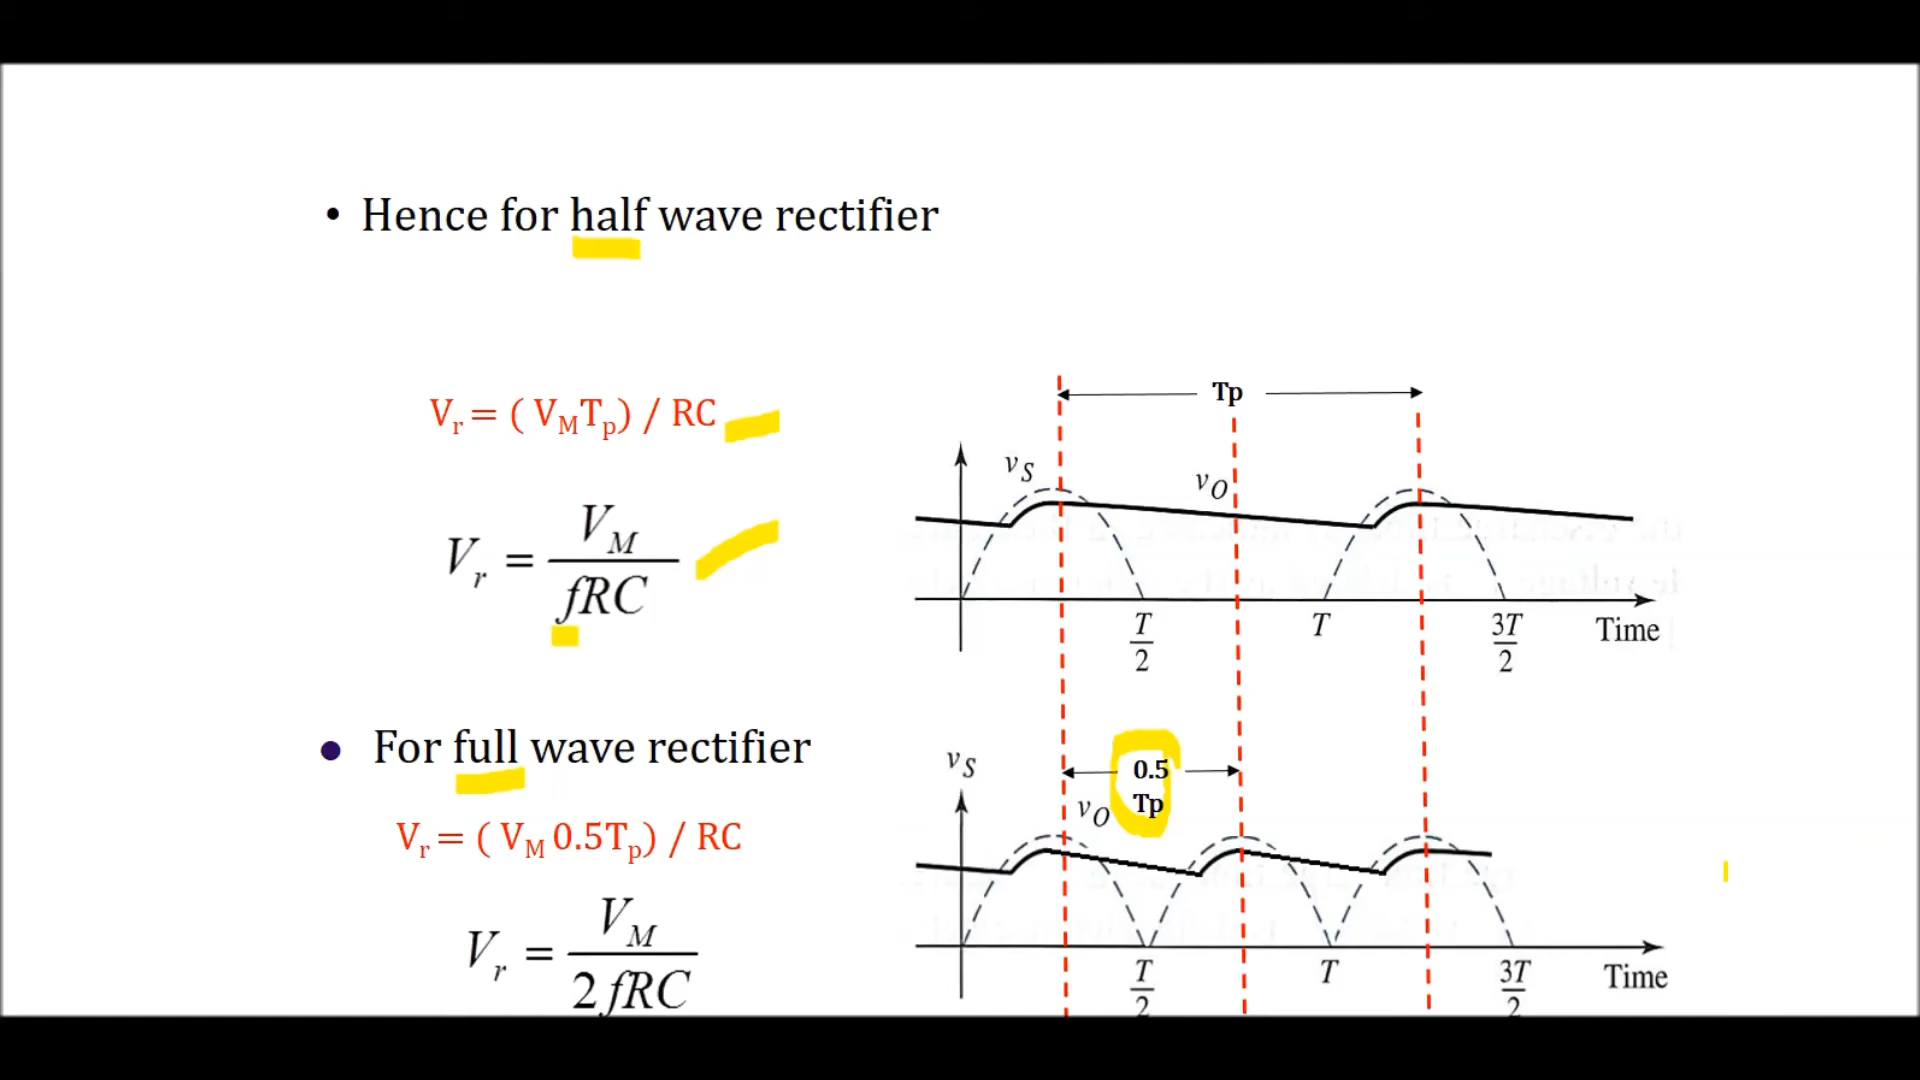 • Hence for half wave rectifier
Vr = ( VMTp) / RC
Vr = VM / fRC
Tp
vS
vO
T/2
T
3T/2
Time
• For full wave rectifier
Vr = ( VM 0.5Tp) / RC
Vr = VM / 2fRC
vS
0.5
Tp
vO
T/2
T
3T/2
Time